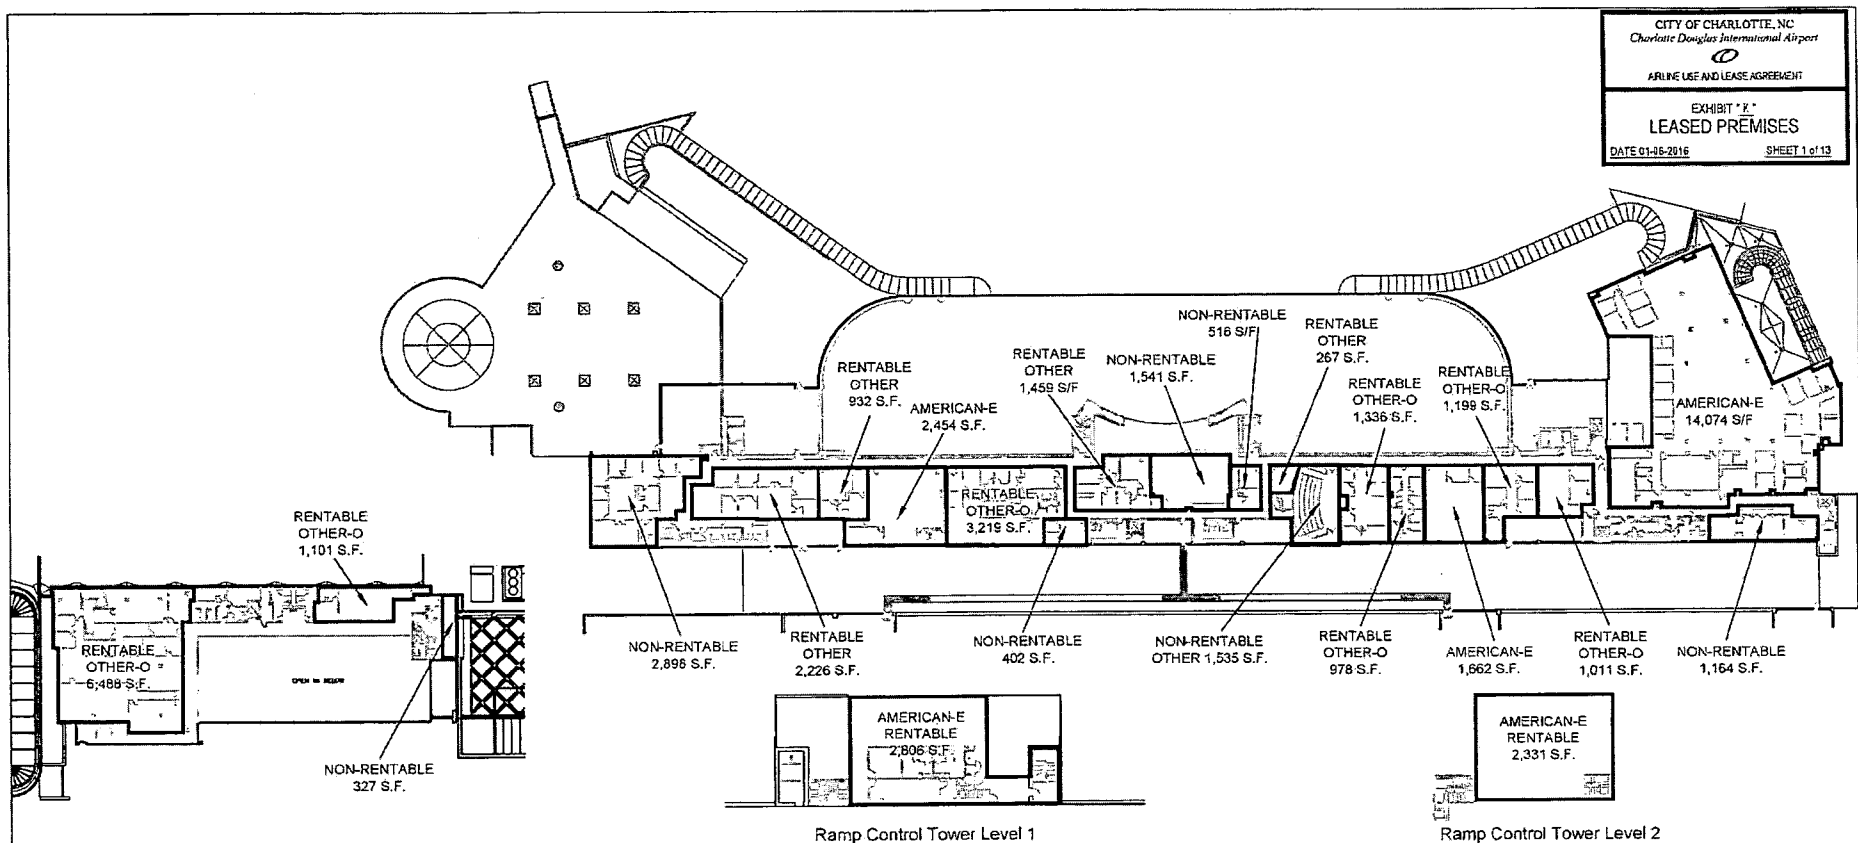 CITY OF CHARLOTTE, NC
Charlotte Douglas International Airport
AIRLINE USE AND LEASE AGREEMENT
EXHIBIT "K"
LEASED PREMISES
DATE 01-06-2016
SHEET 1 of 13
NON-RENTABLE
516 S/F
RENTABLE
OTHER
267 S.F.
RENTABLE
OTHER
1,459 S/F
NON-RENTABLE
1,541 S.F.
RENTABLE
OTHER
932 S.F.
RENTABLE
OTHER-O
1,336 S.F.
RENTABLE
OTHER-O
1,199 S.F.
AMERICAN-E
2,454 S.F.
AMERICAN-E
14,074 S/F
RENTABLE
OTHER-O
3,219 S.F.
RENTABLE
OTHER-O
1,101 S.F.
NON-RENTABLE
2,898 S.F.
RENTABLE
OTHER
2,226 S.F.
NON-RENTABLE
402 S.F.
NON-RENTABLE
OTHER 1,535 S.F.
RENTABLE
OTHER-O
978 S.F.
AMERICAN-E
1,662 S.F.
RENTABLE
OTHER-O
1,011 S.F.
NON-RENTABLE
1,164 S.F.
RENTABLE
OTHER-O
6,488 S.F.
OPEN to BELOW
NON-RENTABLE
327 S.F.
AMERICAN-E
RENTABLE
2,806 S.F.
Ramp Control Tower Level 1
AMERICAN-E
RENTABLE
2,331 S.F.
Ramp Control Tower Level 2